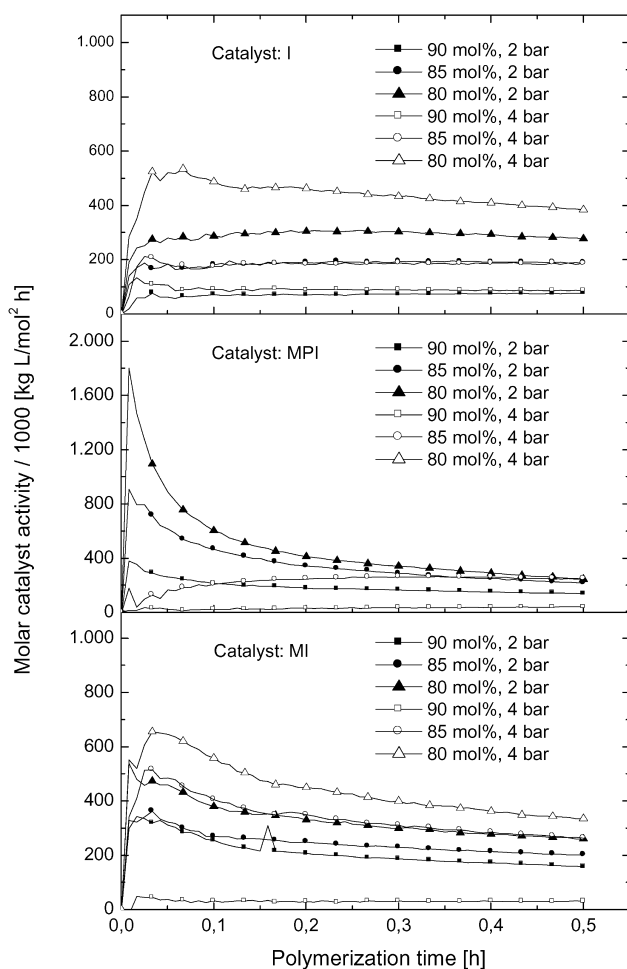 Molar catalyst activity / 1000 [kg L/mol² h]
1.000
800
600
400
200
0
Catalyst: I
90 mol%, 2 bar
85 mol%, 2 bar
80 mol%, 2 bar
90 mol%, 4 bar
85 mol%, 4 bar
80 mol%, 4 bar
2.000
1.800
1.200
800
400
0
Catalyst: MPI
90 mol%, 2 bar
85 mol%, 2 bar
80 mol%, 2 bar
90 mol%, 4 bar
85 mol%, 4 bar
80 mol%, 4 bar
1.000
800
600
400
200
0
Catalyst: MI
90 mol%, 2 bar
85 mol%, 2 bar
80 mol%, 2 bar
90 mol%, 4 bar
85 mol%, 4 bar
80 mol%, 4 bar
0,0 0,1 0,2 0,3 0,4 0,5
Polymerization time [h]